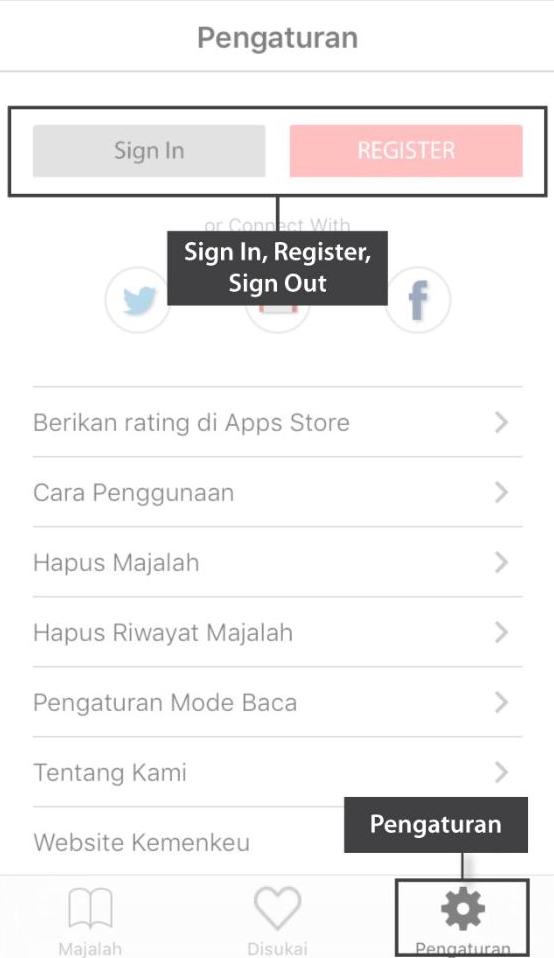 Pengaturan
Sign In
REGISTER
or Connect With
Sign In, Register,
Sign Out
Berikan rating di Apps Store
Cara Penggunaan
Hapus Majalah
Hapus Riwayat Majalah
Pengaturan Mode Baca
Tentang Kami
Website Kemenkeu
Pengaturan
Majalah
Disukai
Pengaturan